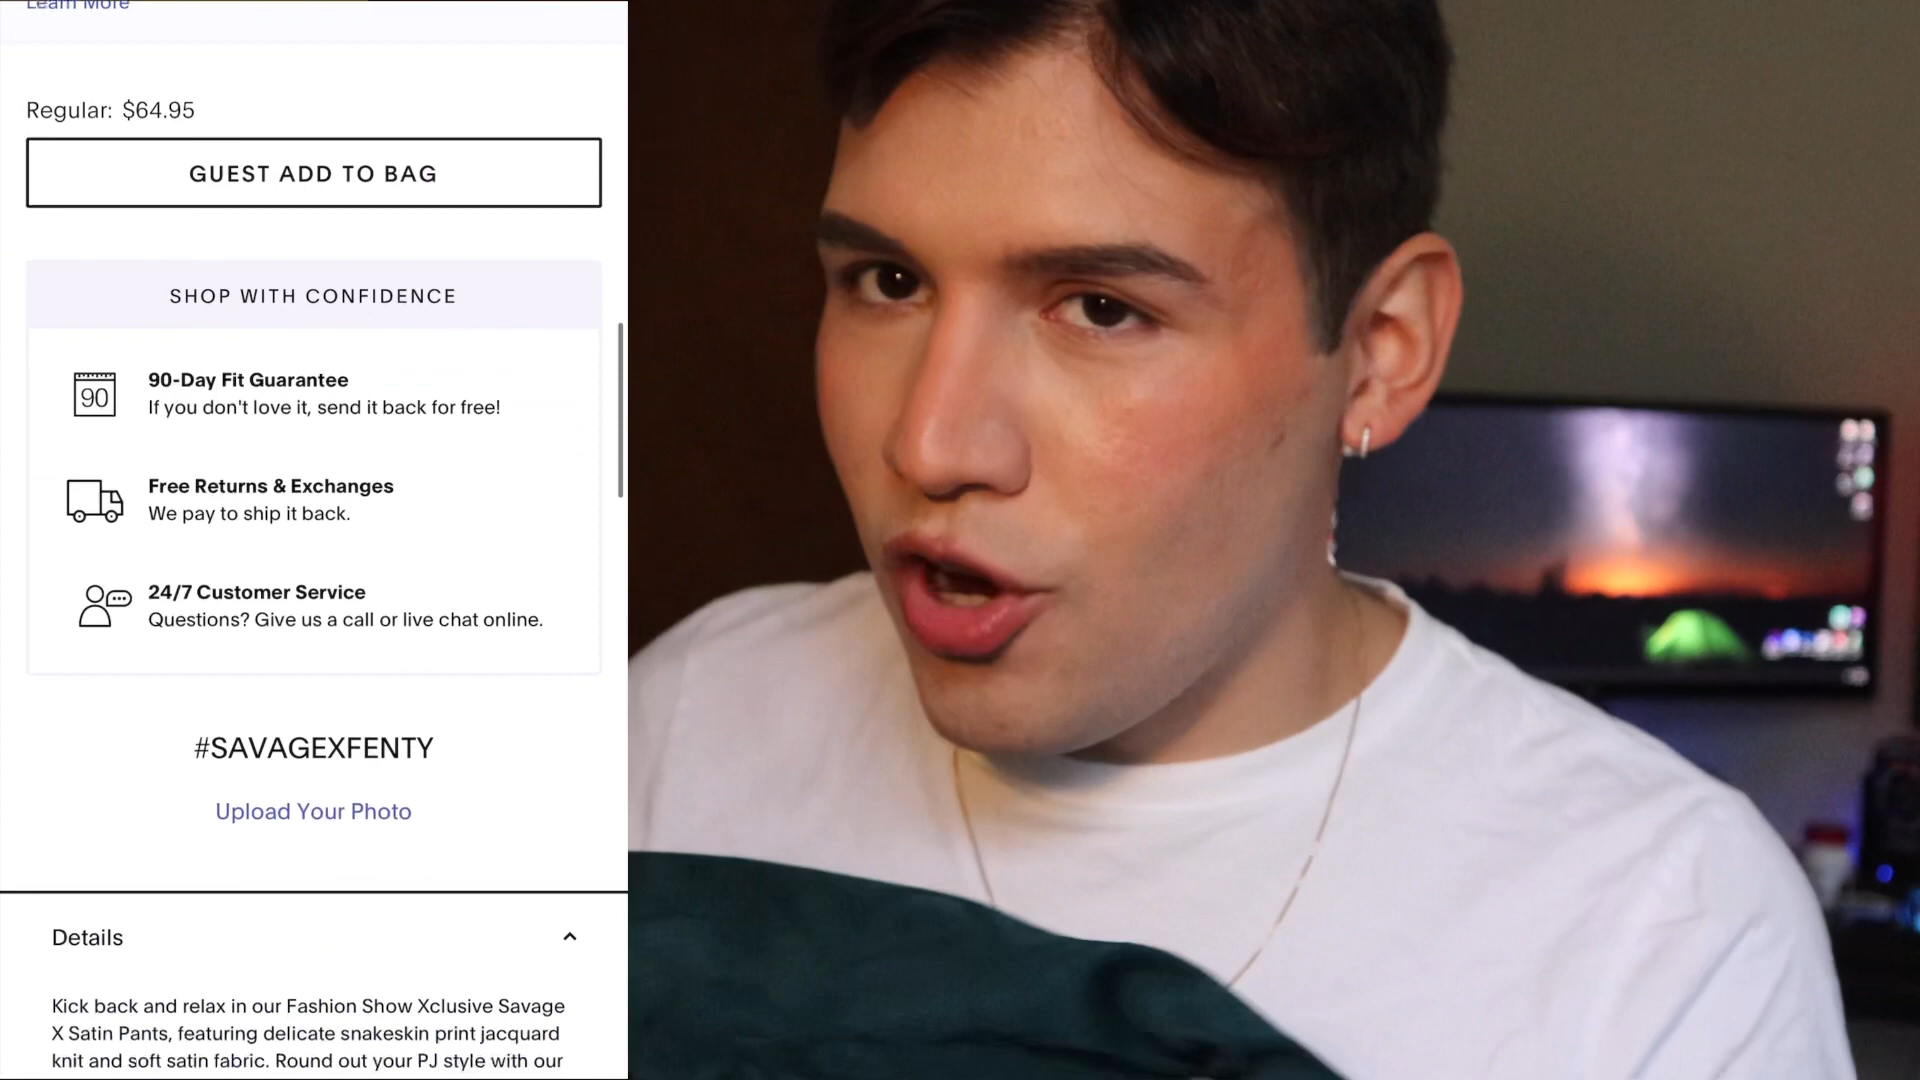 Learn More
Regular: $64.95
GUEST ADD TO BAG
SHOP WITH CONFIDENCE
90
90-Day Fit Guarantee
If you don't love it, send it back for free!
Free Returns & Exchanges
We pay to ship it back.
24/7 Customer Service
Questions? Give us a call or live chat online.
#SAVAGEXFENTY
Upload Your Photo
Details
Kick back and relax in our Fashion Show Xclusive Savage
X Satin Pants, featuring delicate snakeskin print jacquard
knit and soft satin fabric. Round out your PJ style with our